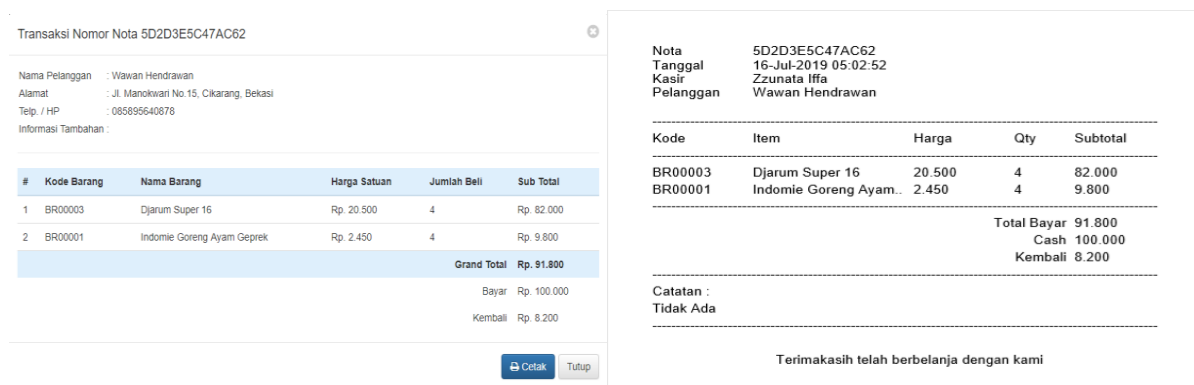 Transaksi Nomor Nota 5D2D3E5C47AC62
Nama Pelanggan : Wawan Hendrawan
Alamat : Jl. Manokwari No.15, Cikarang, Bekasi
Telp. / HP : 085895640878
Informasi Tambahan :
# Kode Barang Nama Barang Harga Satuan Jumlah Beli Sub Total
1 BR00003 Djarum Super 16 Rp. 20.500 4 Rp. 82.000
2 BR00001 Indomie Goreng Ayam Geprek Rp. 2.450 4 Rp. 9.800
Grand Total Rp. 91.800
Bayar Rp. 100.000
Kembali Rp. 8.200
Cetak Tutup
Nota 5D2D3E5C47AC62
Tanggal 16-Jul-2019 05:02:52
Kasir Zzunata Iffa
Pelanggan Wawan Hendrawan
Kode Item Harga Qty Subtotal
BR00003 Djarum Super 16 20.500 4 82.000
BR00001 Indomie Goreng Ayam.. 2.450 4 9.800
Total Bayar 91.800
Cash 100.000
Kembali 8.200
Catatan :
Tidak Ada
Terimakasih telah berbelanja dengan kami